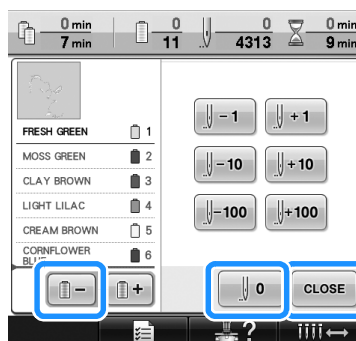 0 min 0 0 0 min
7 min 11 4313 9 min
FRESH GREEN 1
-1 +1
MOSS GREEN 2
CLAY BROWN 3
-10 +10
LIGHT LILAC 4
-100 +100
CREAM BROWN 5
CORNFLOWER
BLUE 6
- + 0 CLOSE
?